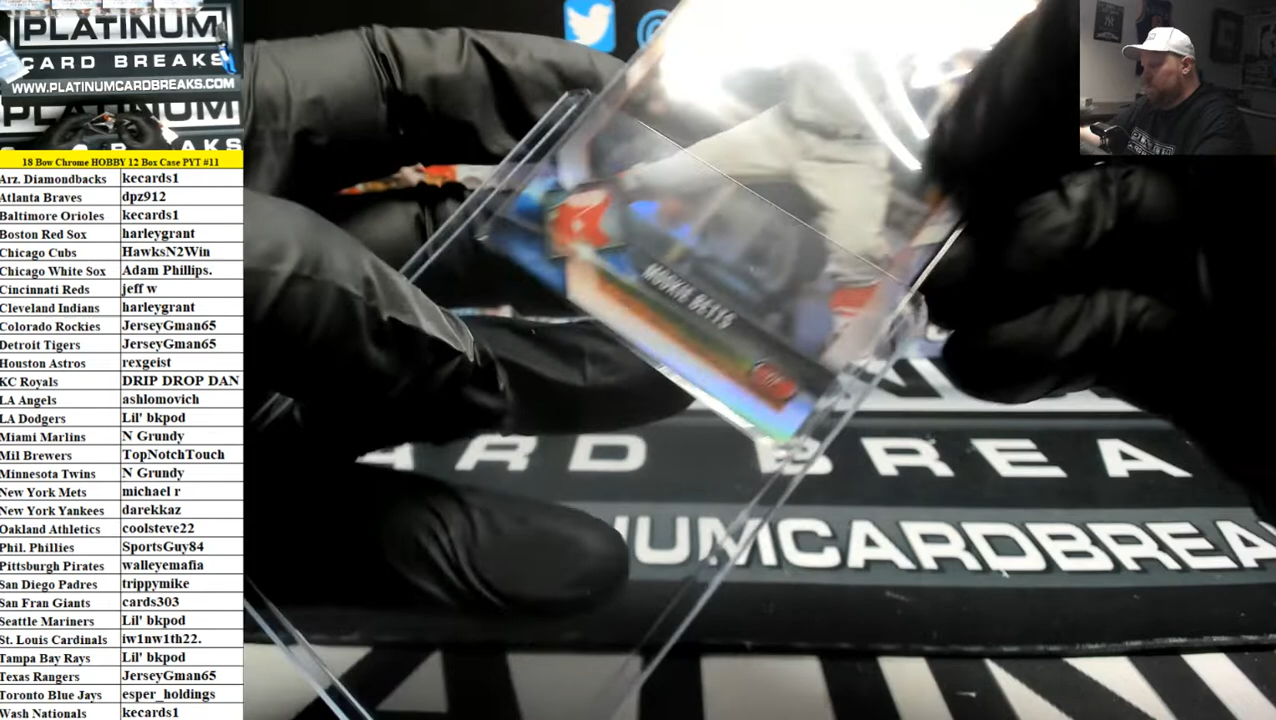 PLATINUM
CARD BREAKS
WWW.PLATINUMCARDBREAKS.COM
PLATINUM
BREAKS
18 Bow Chrome HOBBY 12 Box Case PYT #11
Arz. Diamondbacks kecards1
Atlanta Braves dpz912
Baltimore Orioles kecards1
Boston Red Sox harleygrant
Chicago Cubs HawksN2Win
Chicago White Sox Adam Phillips.
Cincinnati Reds jeff w
Cleveland Indians harleygrant
Colorado Rockies JerseyGman65
Detroit Tigers JerseyGman65
Houston Astros rexgeist
KC Royals DRIP DROP DAN
LA Angels ashlomovich
LA Dodgers Lil' bkpod
Miami Marlins N Grundy
Mil Brewers TopNotchTouch
Minnesota Twins N Grundy
New York Mets michael r
New York Yankees darekkaz
Oakland Athletics coolsteve22
Phil. Phillies SportsGuy84
Pittsburgh Pirates walleyemafia
San Diego Padres trippymike
San Fran Giants cards303
Seattle Mariners Lil' bkpod
St. Louis Cardinals iw1nw1th22.
Tampa Bay Rays Lil' bkpod
Texas Rangers JerseyGman65
Toronto Blue Jays esper_holdings
Wash Nationals kecards1
MOOKIE BETTS
ARD BREA
NUMCARDBREA